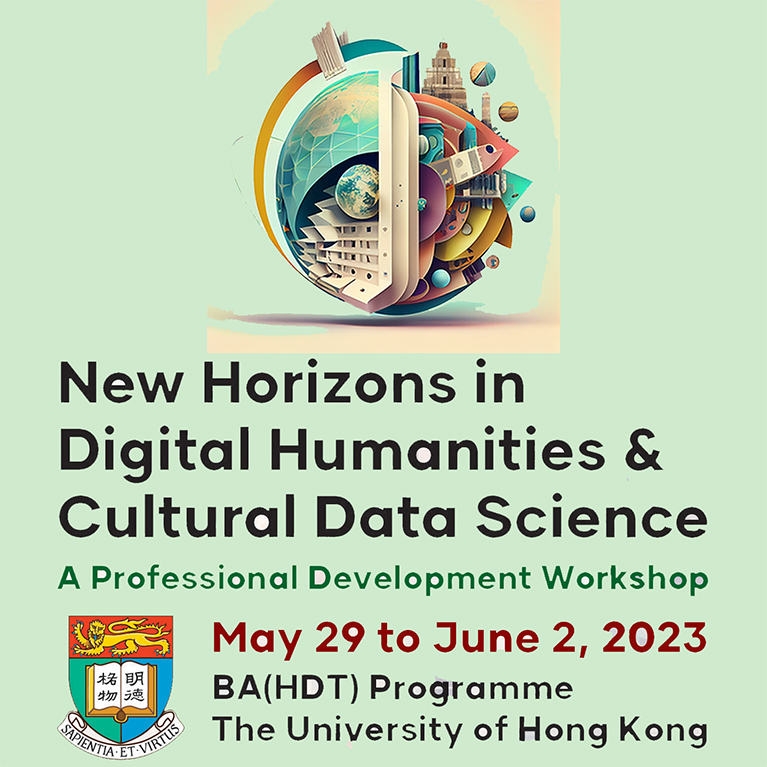 New Horizons in
Digital Humanities &
Cultural Data Science
A Professional Development Workshop
May 29 to June 2, 2023
BA(HDT) Programme
The University of Hong Kong
明德
格物
SAPIENTIA·ET·VIRTUS